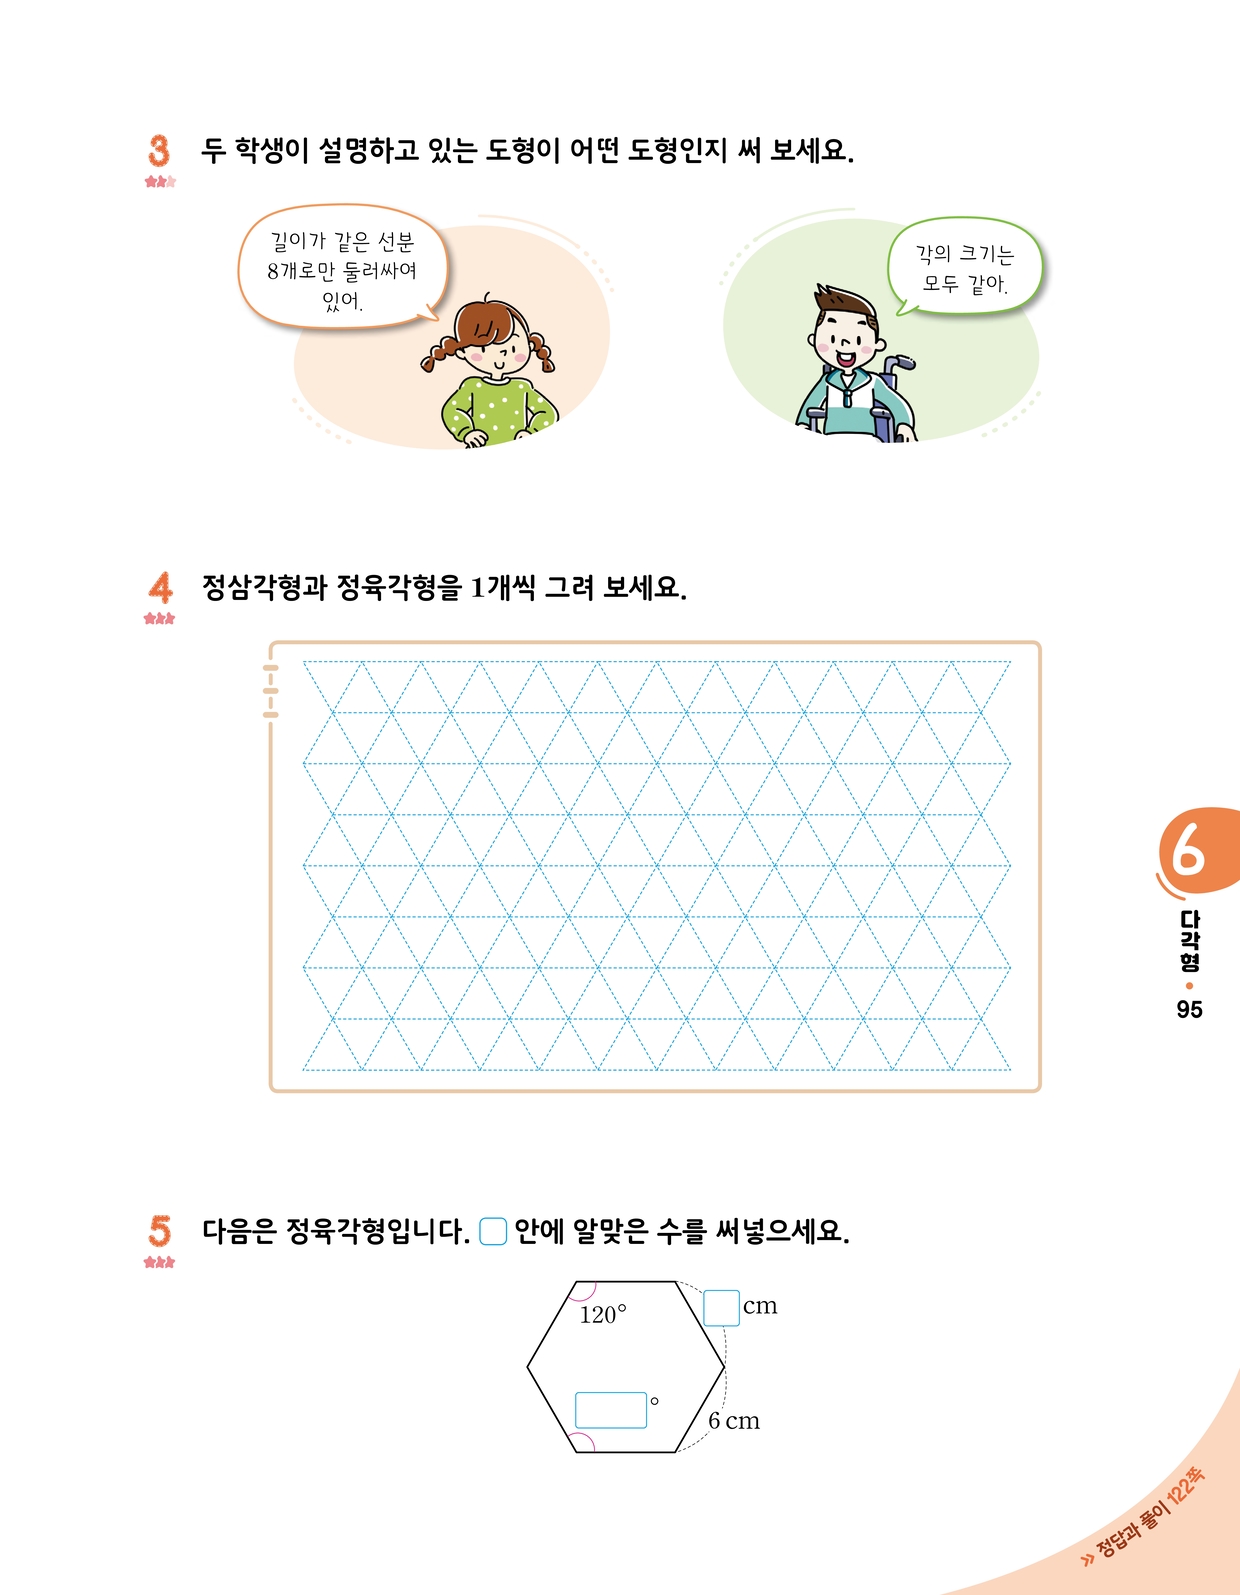 3 두 학생이 설명하고 있는 도형이 어떤 도형인지 써 보세요.
길이가 같은 선분
8개로만 둘러싸여
있어.
각의 크기는
모두 같아.
4 정삼각형과 정육각형을 1개씩 그려 보세요.
5 다음은 정육각형입니다. 안에 알맞은 수를 써넣으세요.
120°
cm
°
6 cm
6
다각형
95
» 정답과 풀이 122쪽